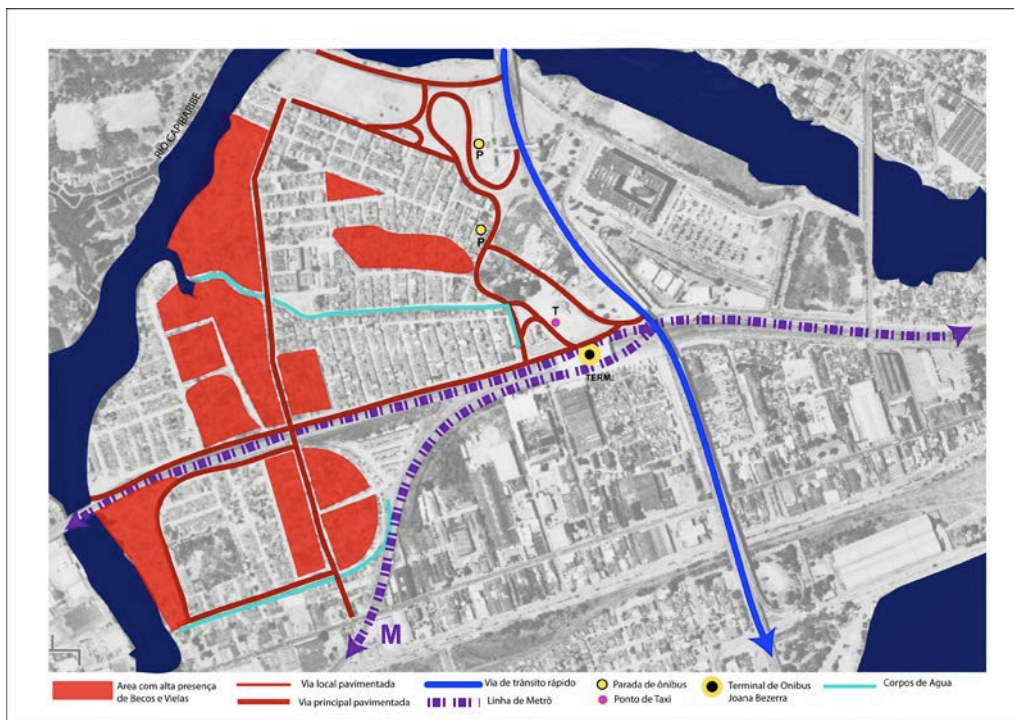 RIO CAPIBARIBE
P
P
T
TERM.
M
Area com alta presença
de Becos e Vielas
Via local pavimentada
Via principal pavimentada
Via de trânsito rápido
Linha de Metrô
Parada de ônibus
Ponto de Taxi
Terminal de Onibus
Joana Bezerra
Corpos de Agua